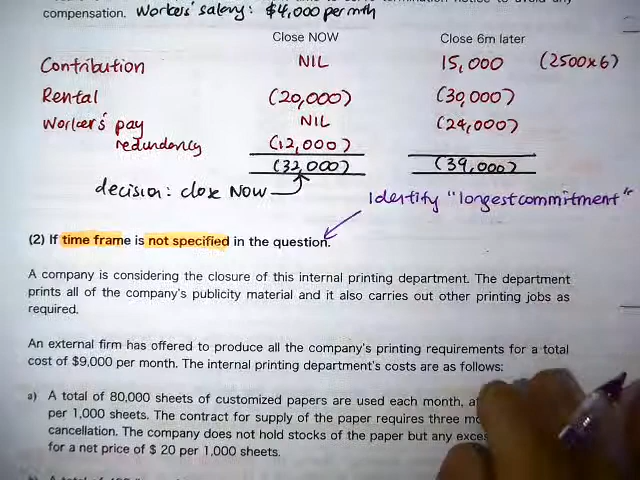 compensation. Workers' salary: $4,000 per mth
Close NOW Close 6m later
Contribution NIL 15,000 (2500x6)
Rental (20,000) (30,000)
Workers' pay NIL (24,000)
redundancy (12,000)
(32,000) (39,000)
decision: close NOW
Identify "longest commitment"
(2) If time frame is not specified in the question.
A company is considering the closure of this internal printing department. The department
prints all of the company's publicity material and it also carries out other printing jobs as
required.
An external firm has offered to produce all the company's printing requirements for a total
cost of $9,000 per month. The internal printing department's costs are as follows:
a) A total of 80,000 sheets of customized papers are used each month,
per 1,000 sheets. The contract for supply of the paper requires three
cancellation. The company does not hold stocks of the paper but any
for a net price of $ 20 per 1,000 sheets.